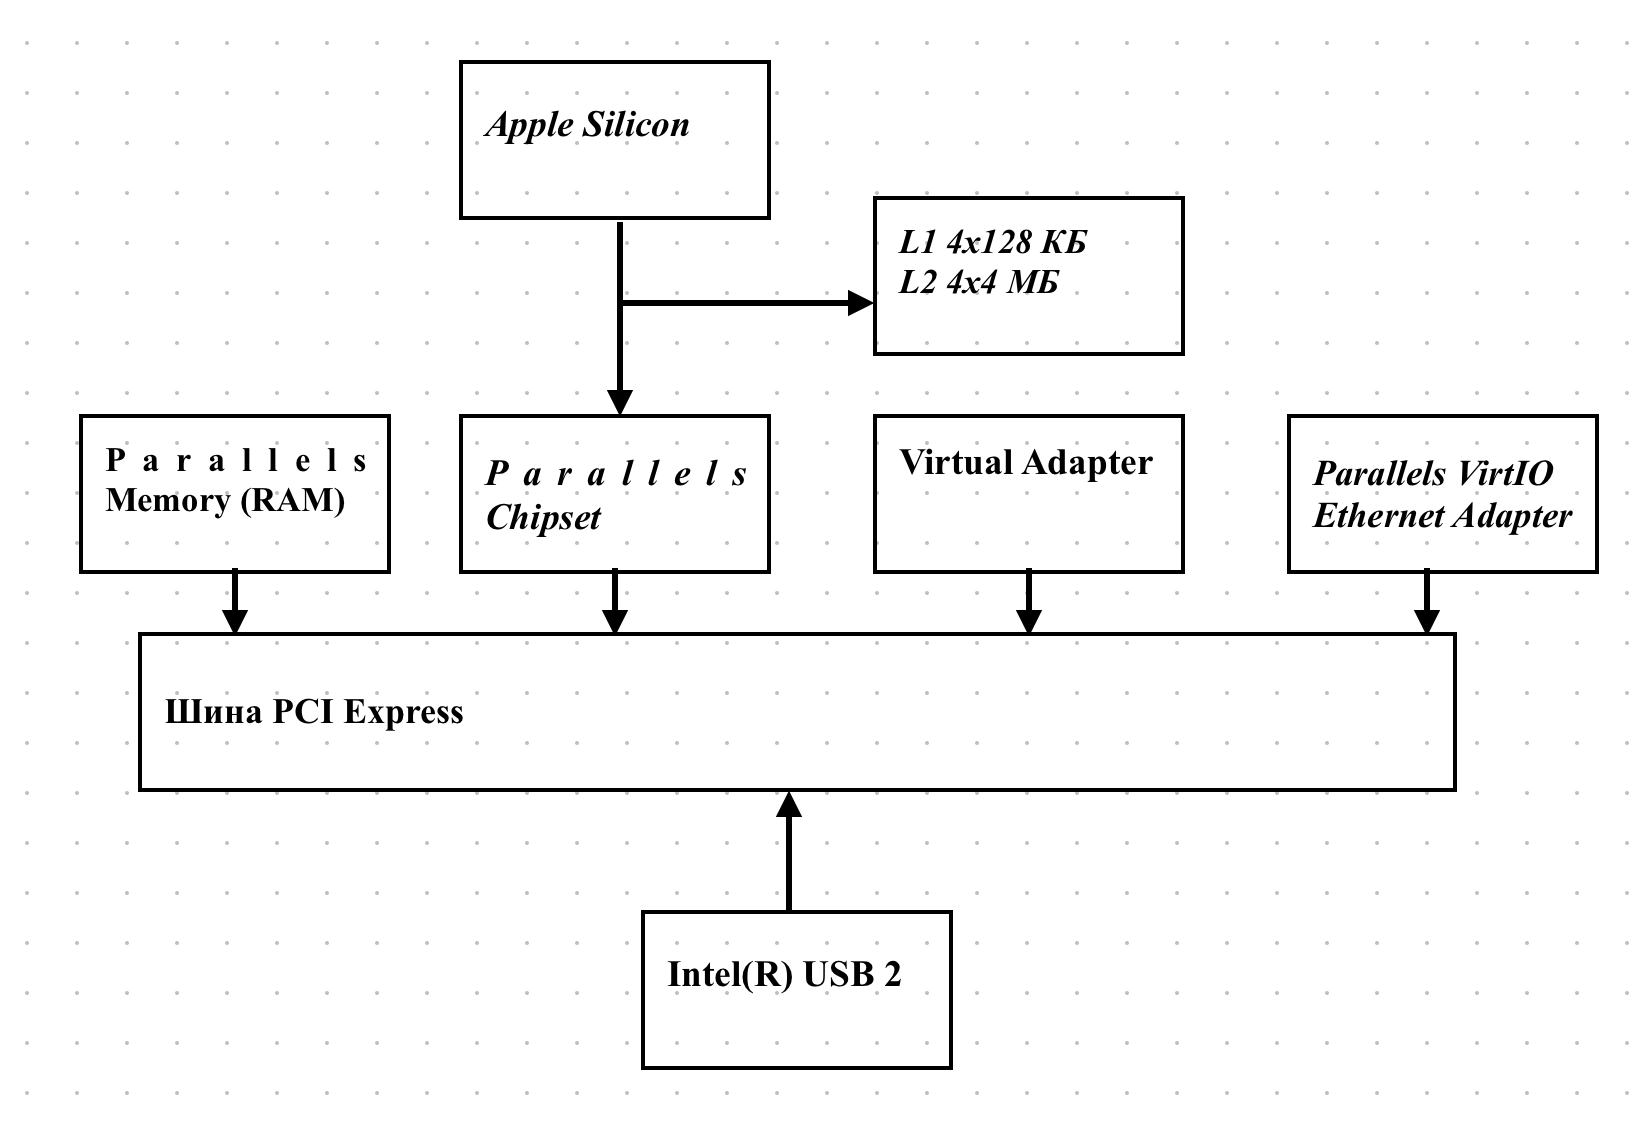 Apple Silicon
L1 4x128 КБ
L2 4x4 МБ
Parallels
Memory (RAM)
Parallels
Chipset
Virtual Adapter
Parallels VirtIO
Ethernet Adapter
Шина PCI Express
Intel(R) USB 2